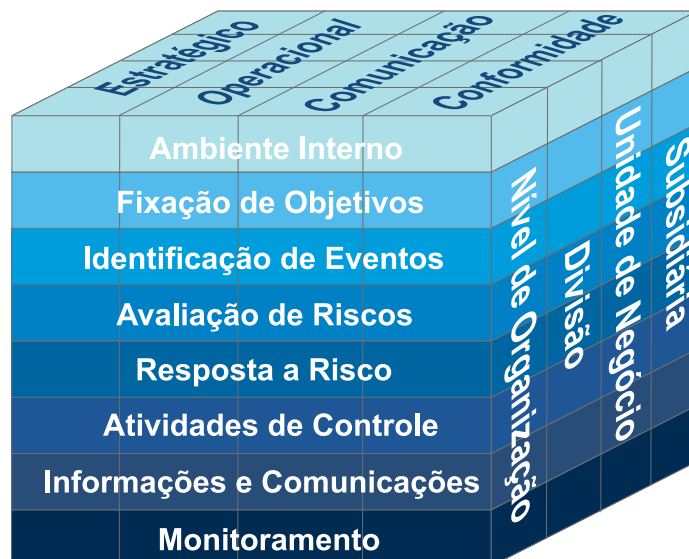 Estratégico
Operacional
Comunicação
Conformidade
Ambiente Interno
Fixação de Objetivos
Identificação de Eventos
Avaliação de Riscos
Resposta a Risco
Atividades de Controle
Informações e Comunicações
Monitoramento
Nível de Organização
Divisão
Unidade de Negócio
Subsidiária